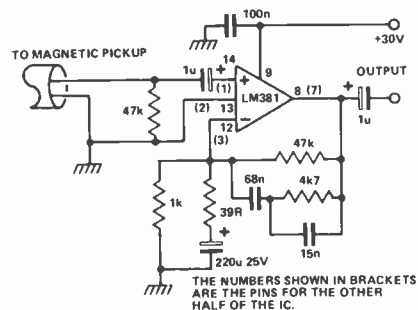 100n
+30V
TO MAGNETIC PICKUP
1u
+
14
+
(1)
9
LM381
8 (7)
OUTPUT
+
1u
47k
(2)
13
−
12
(3)
47k
68n
4k7
15n
1k
39R
+
220u 25V
THE NUMBERS SHOWN IN BRACKETS
ARE THE PINS FOR THE OTHER
HALF OF THE IC.